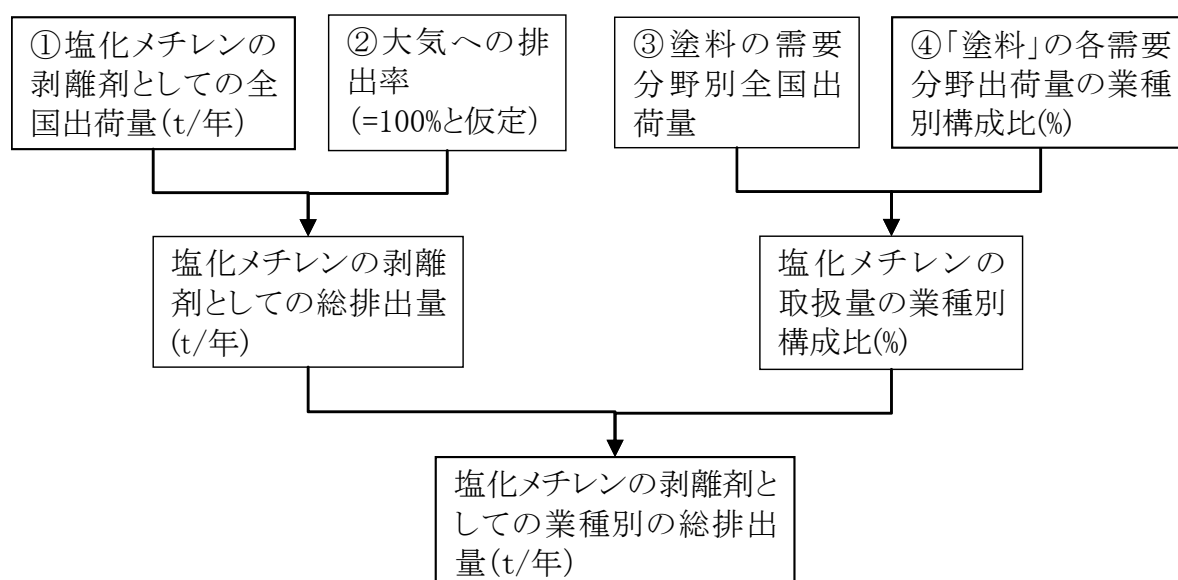 ①塩化メチレンの
剥離剤としての全
国出荷量(t/年)
②大気への排
出率
(=100%と仮定)
③塗料の需要
分野別全国出
荷量
④「塗料」の各需要
分野出荷量の業種
別構成比(%)
塩化メチレンの剥離
剤としての総排出量
(t/年)
塩化メチレンの
取扱量の業種別
構成比(%)
塩化メチレンの剥離剤と
しての業種別の総排出
量(t/年)